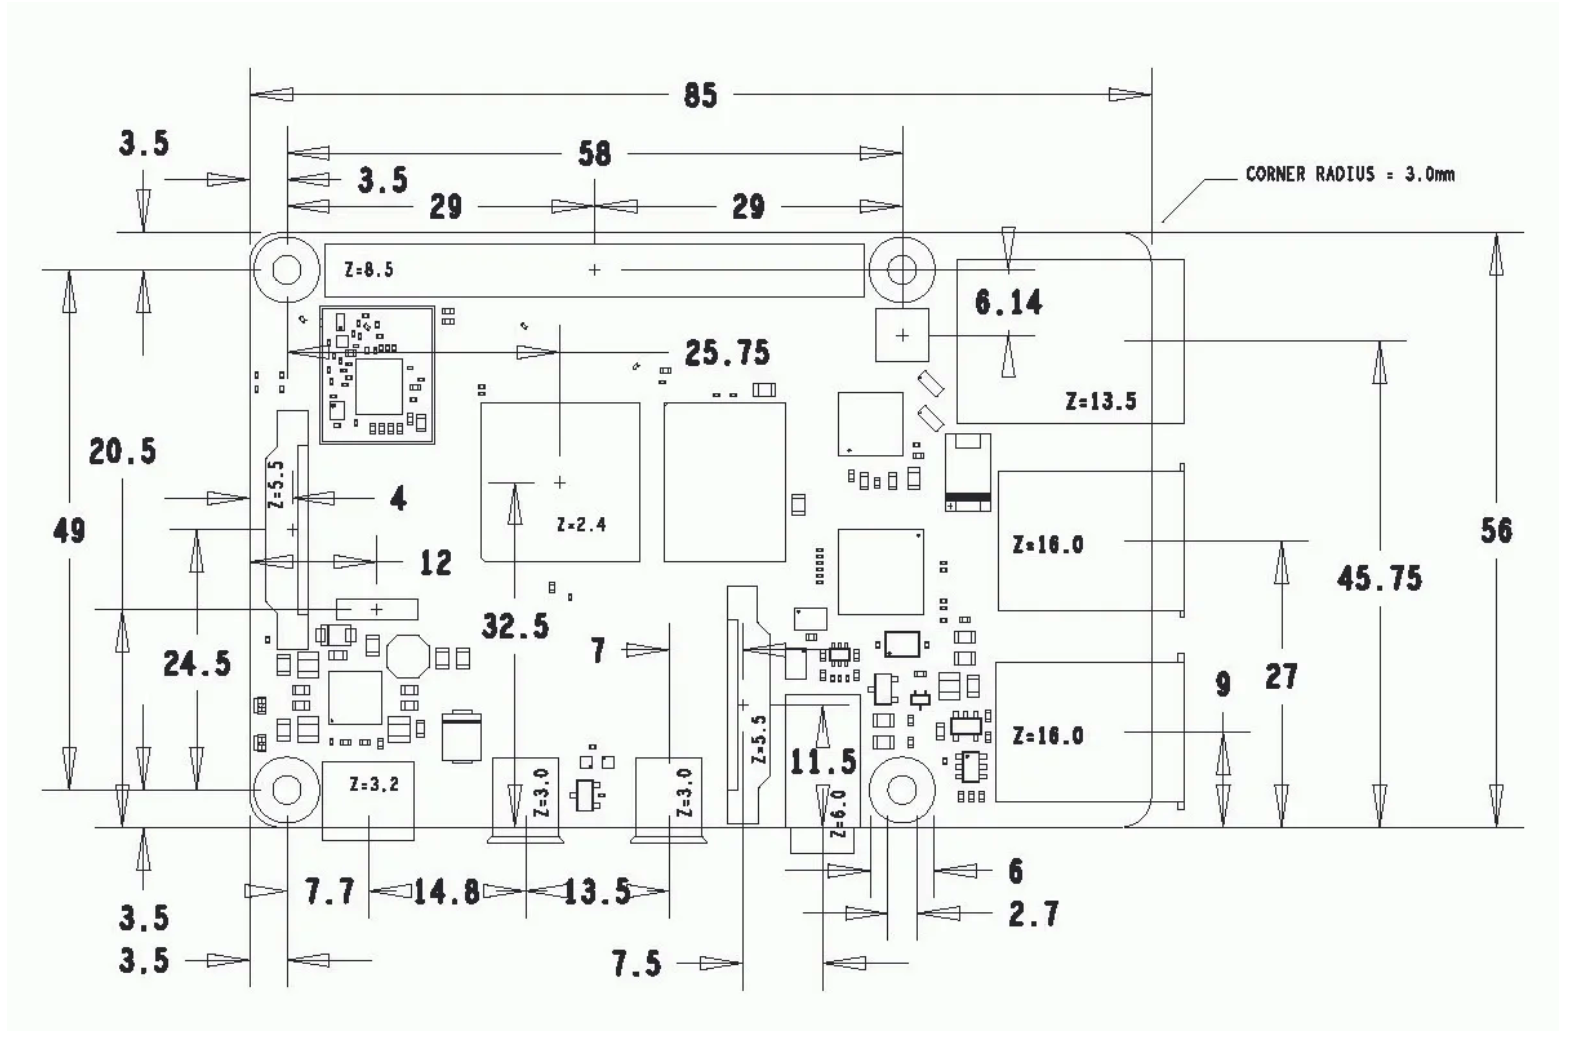 85
3.5
58
3.5
CORNER RADIUS = 3.0mm
29
29
Z=8.5
6.14
25.75
Z=13.5
20.5
Z=5.5
4
49
Z=2.4
56
Z=16.0
12
45.75
32.5
7
24.5
27
9
Z=5.5
Z=16.0
11.5
Z=3.2
Z=3.0
Z=3.0
Z=6.0
6
7.7
14.8
13.5
3.5
2.7
3.5
7.5